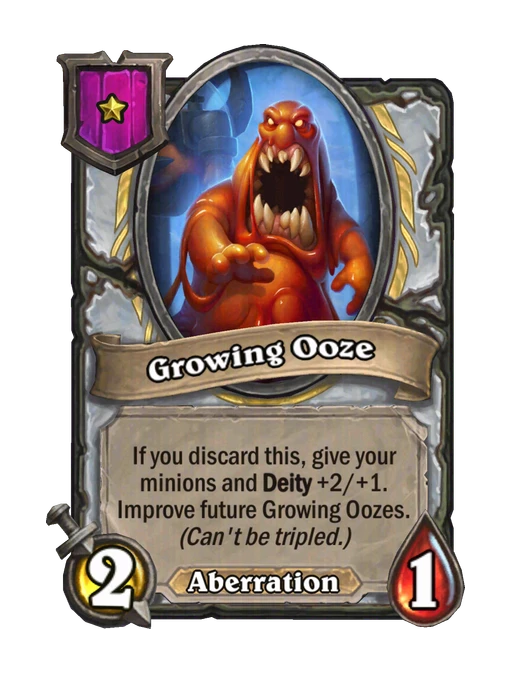 Growing Ooze
If you discard this, give your
minions and Deity +2/+1.
Improve future Growing Oozes.
(Can't be tripled.)
2
Aberration
1